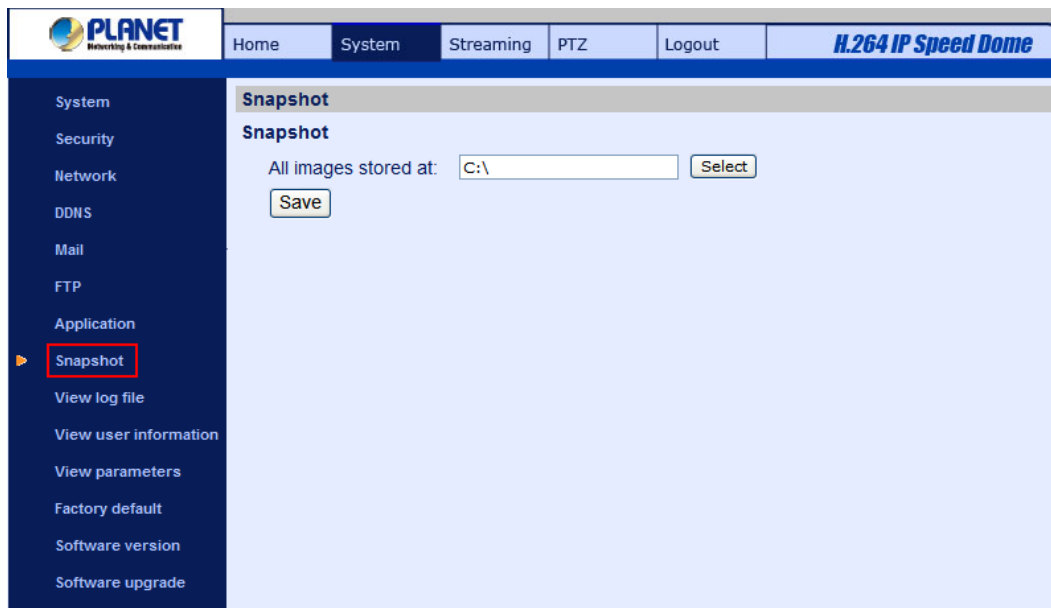 PLANET
Networking & Communication
Home System Streaming PTZ Logout H.264 IP Speed Dome
System
Security
Network
DDNS
Mail
FTP
Application
Snapshot
View log file
View user information
View parameters
Factory default
Software version
Software upgrade
Snapshot
Snapshot
All images stored at: C:\ Select
Save